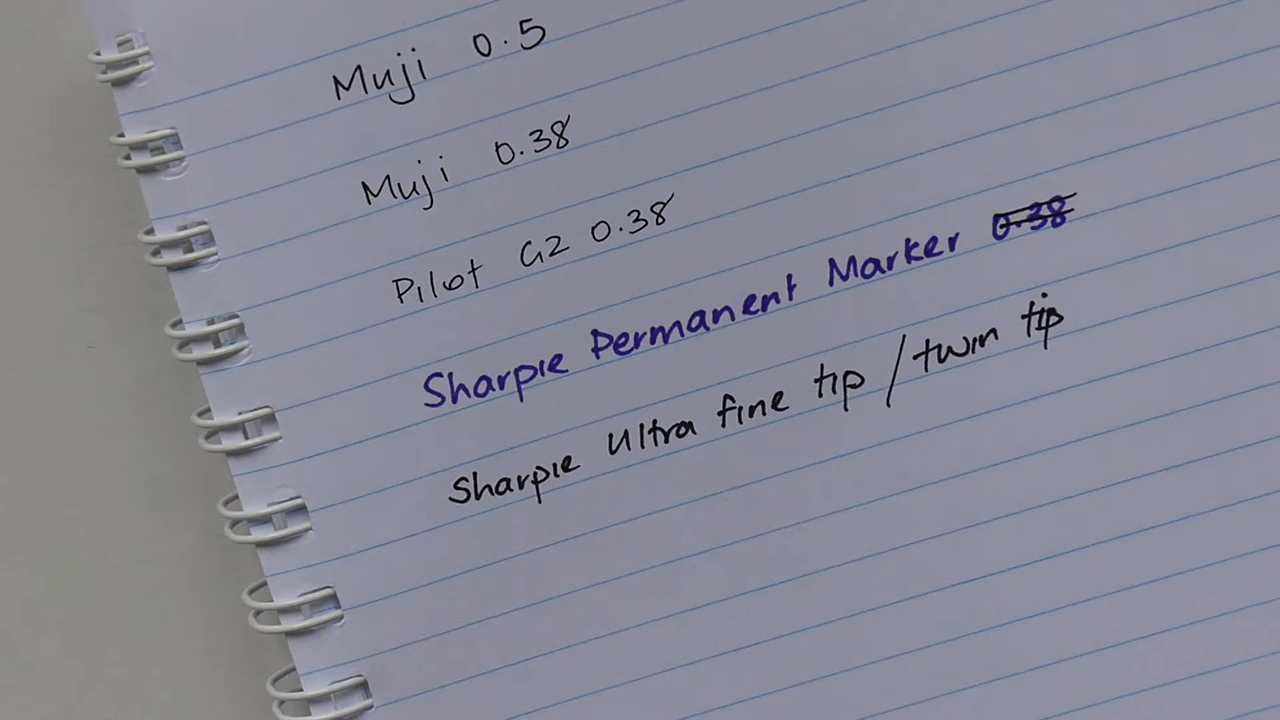 Muji 0.5
Muji 0.38
Pilot G2 0.38
Sharpie Permanent Marker 0.38
Sharpie Ultra fine tip / twin tip